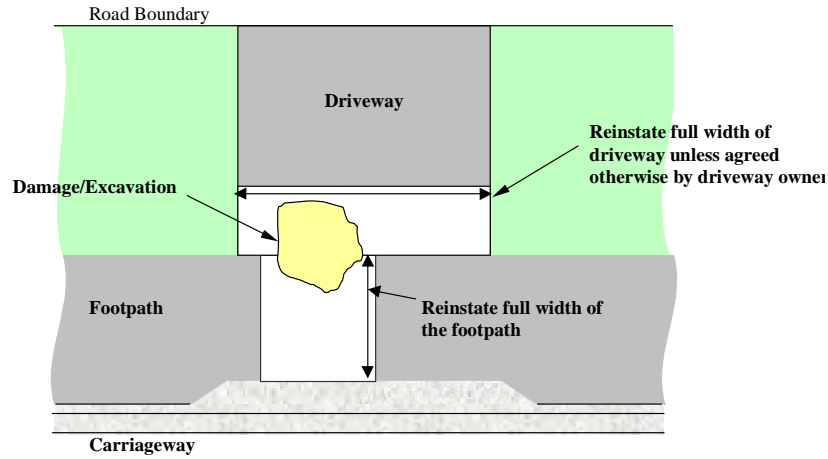 Road Boundary
Driveway
Reinstate full width of
driveway unless agreed
otherwise by driveway owner
Damage/Excavation
Footpath
Reinstate full width of
the footpath
Carriageway